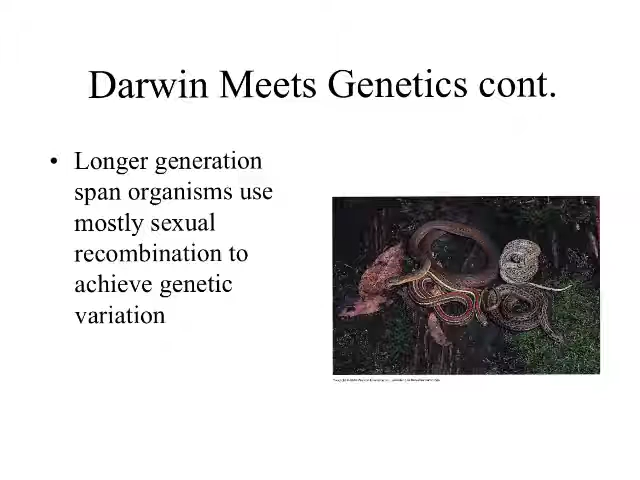 Darwin Meets Genetics cont.
• Longer generation
span organisms use
mostly sexual
recombination to
achieve genetic
variation